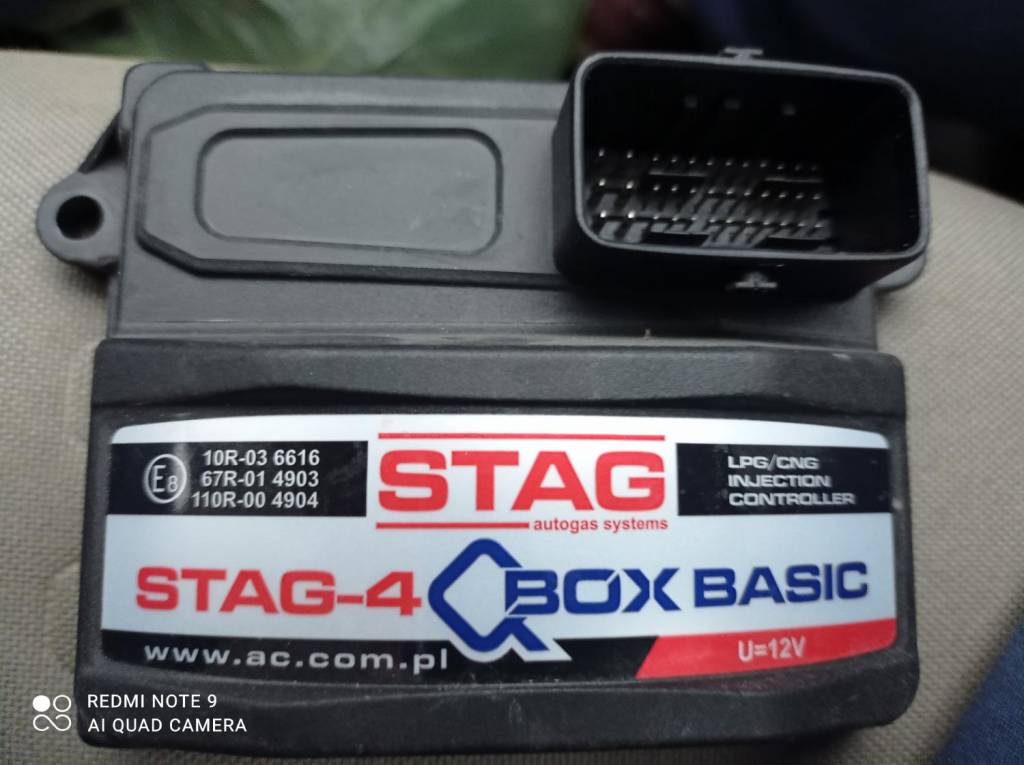 E8
10R-03 6616
67R-01 4903
110R-00 4904
STAG
autogas systems
LPG/CNG
INJECTION
CONTROLLER
STAG-4 QBOX BASIC
www.ac.com.pl
U=12V
REDMI NOTE 9
AI QUAD CAMERA